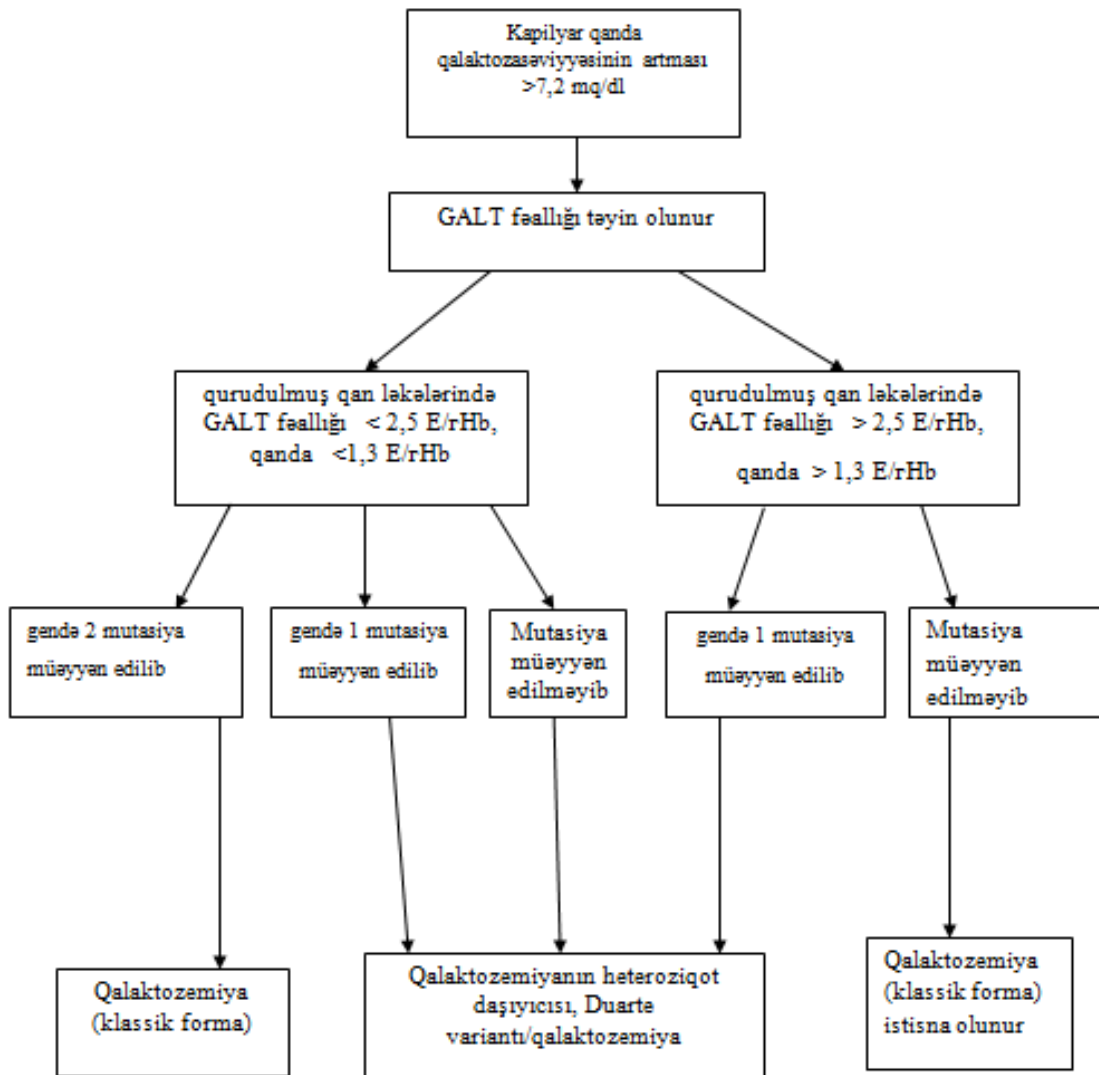 Kapilyar qanda
qalaktozasəviyyəsinin artması
>7,2 mq/dl
GALT fəallığı təyin olunur
qurudulmuş qan ləkələrində
GALT fəallığı < 2,5 E/rHb,
qanda <1,3 E/rHb
qurudulmuş qan ləkələrində
GALT fəallığı > 2,5 E/rHb,
qanda > 1,3 E/rHb
gendə 2 mutasiya
müəyyən edilib
gendə 1 mutasiya
müəyyən edilib
Mutasiya
müəyyən
edilməyib
gendə 1 mutasiya
müəyyən edilib
Mutasiya
müəyyən
edilməyib
Qalaktozemiya
(klassik forma)
Qalaktozemiyanın heteroziqot
daşıyıcısı, Duarte
variantı/qalaktozemiya
Qalaktozemiya
(klassik forma)
istisna olunur